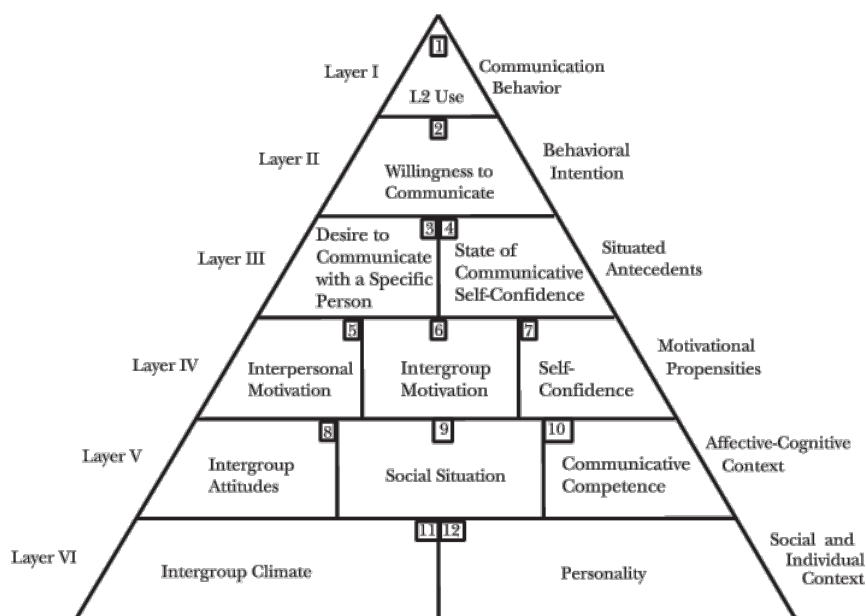 1
Layer I
Communication
Behavior
L2 Use
2
Layer II
Behavioral
Intention
Willingness to
Communicate
3
4
Layer III
Desire to
Communicate
with a Specific
Person
State of
Communicative
Self-Confidence
Situated
Antecedents
5
6
7
Layer IV
Interpersonal
Motivation
Intergroup
Motivation
Self-
Confidence
Motivational
Propensities
8
9
10
Layer V
Intergroup
Attitudes
Social Situation
Communicative
Competence
Affective-Cognitive
Context
11
12
Layer VI
Intergroup Climate
Personality
Social and
Individual
Context